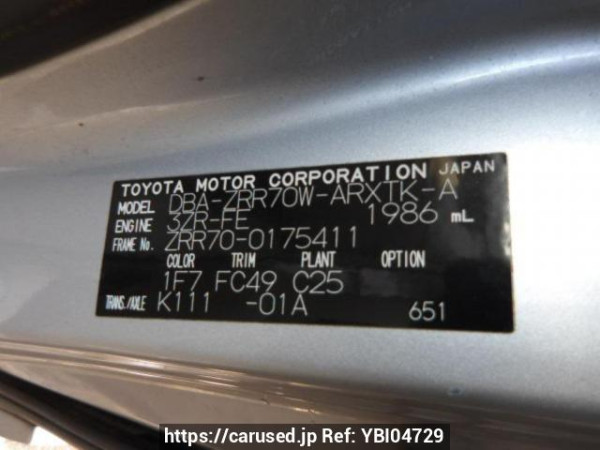 TOYOTA MOTOR CORPORATION JAPAN
MODEL DBA-ZRR70W-ARXTK-A
ENGINE 3ZR-FE 1986 mL
FRAME No. ZRR70-0175411
COLOR TRIM PLANT OPTION
1F7 FC49 C25
TRANS./AXLE K111 -01A 651
https://carused.jp Ref: YBI04729